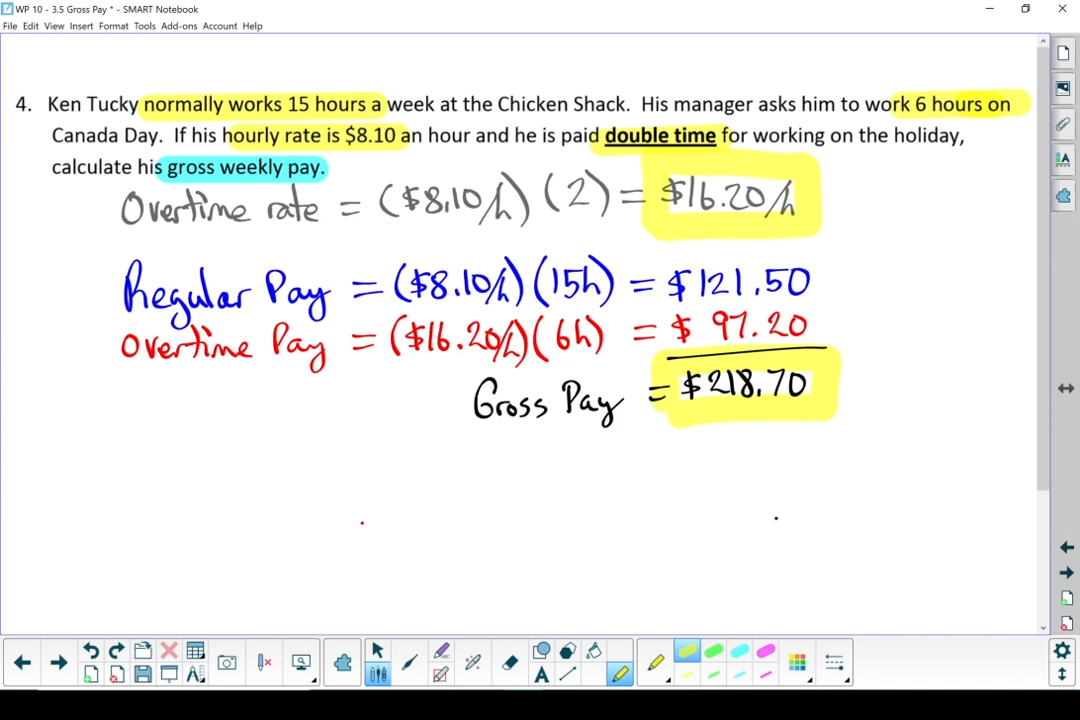 WP 10 - 3.5 Gross Pay * - SMART Notebook
File Edit View Insert Format Tools Add-ons Account Help
4. Ken Tucky normally works 15 hours a week at the Chicken Shack. His manager asks him to work 6 hours on
Canada Day. If his hourly rate is $8.10 an hour and he is paid double time for working on the holiday,
calculate his gross weekly pay.
Overtime rate = ($8.10/h) (2) = $16.20/h
Regular Pay = ($8.10/h) (15h) = $121.50
Overtime Pay = ($16.20/h) (6h) = $ 97.20
Gross Pay = $218.70